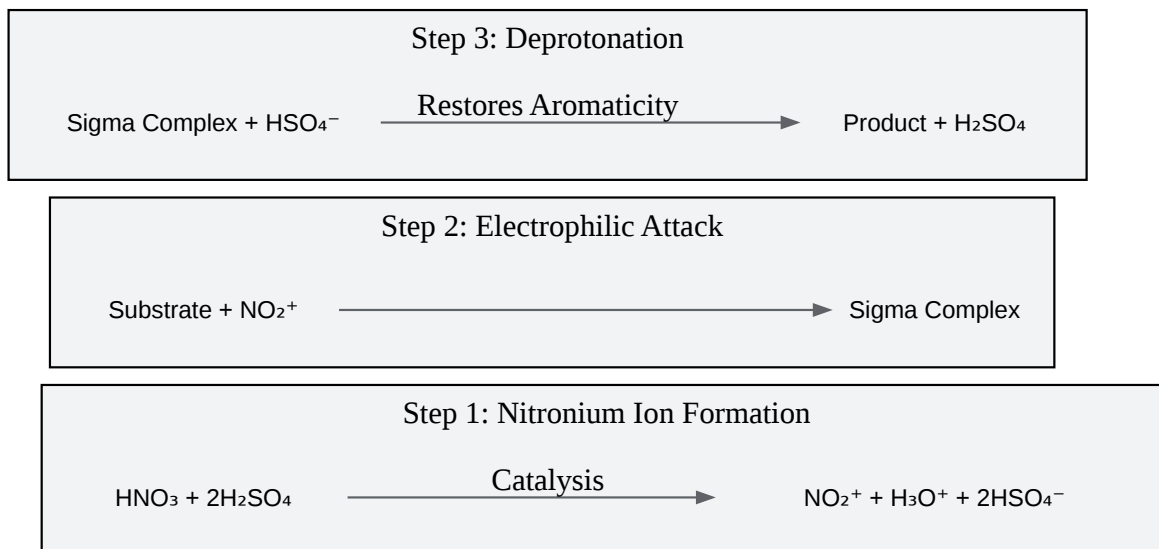 Step 3: Deprotonation
Restores Aromaticity
Sigma Complex + HSO₄⁻
Product + H₂SO₄
Step 2: Electrophilic Attack
Substrate + NO₂⁺
Sigma Complex
Step 1: Nitronium Ion Formation
Catalysis
HNO₃ + 2H₂SO₄
NO₂⁺ + H₃O⁺ + 2HSO₄⁻